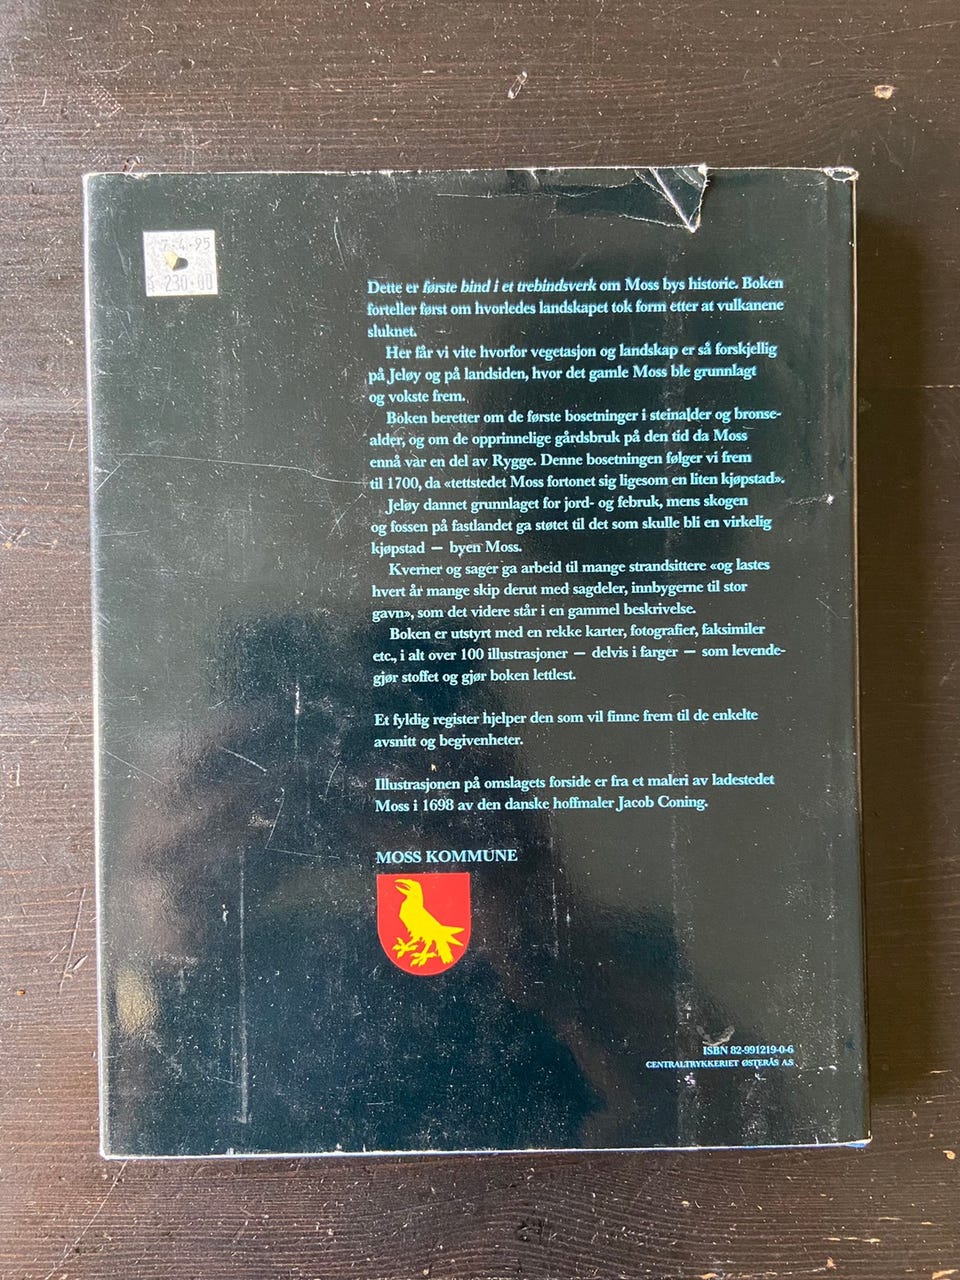 7-4-95
230.00
Dette er første bind i et trebindsverk om Moss bys historie. Boken
forteller først om hvorledes landskapet tok form etter at vulkanene
sluknet.
Her får vi vite hvorfor vegetasjon og landskap er så forskjellig
på Jeløy og på landsiden, hvor det gamle Moss ble grunnlagt
og vokste frem.
Boken beretter om de første bosetninger i steinalder og bronse-
alder, og om de opprinnelige gårdsbruk på den tid da Moss
ennå var en del av Rygge. Denne bosetningen følger vi frem
til 1700, da «tettstedet Moss fortonet sig ligesom en liten kjøpstad».
Jeløy dannet grunnlaget for jord- og februk, mens skogen
og fossen på fastlandet ga støtet til det som skulle bli en virkelig
kjøpstad — byen Moss.
Kverner og sager ga arbeid til mange strandsittere «og lastes
hvert år mange skip derut med sagdeler, innbygerne til stor
gavn», som det videre står i en gammel beskrivelse.
Boken er utstyrt med en rekke karter, fotografier, faksimiler
etc., i alt over 100 illustrasjoner — delvis i farger — som levende-
gjør stoffet og gjør boken lettlest.
Et fyldig register hjelper den som vil finne frem til de enkelte
avsnitt og begivenheter.
Illustrasjonen på omslagets forside er fra et maleri av ladestedet
Moss i 1698 av den danske hoffmaler Jacob Coning.
MOSS KOMMUNE
ISBN 82-991219-0-6
CENTRALTRYKKERIET ØSTERÅS A.S